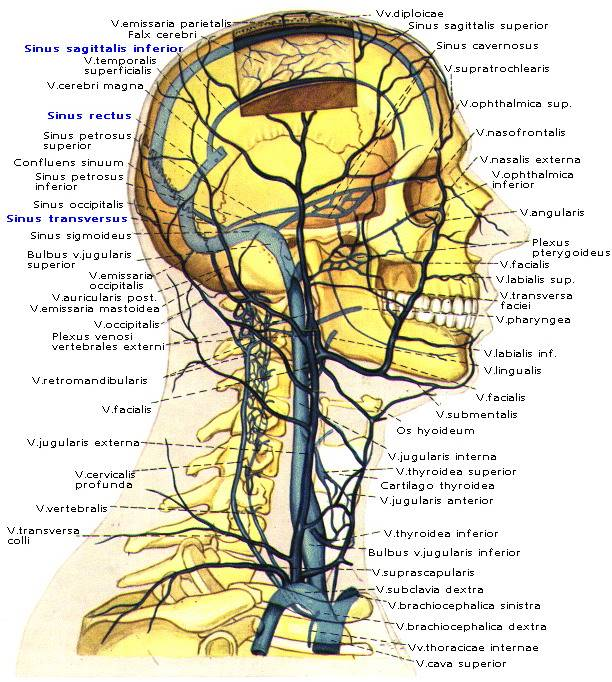 V.emissaria parietalis
Falx cerebri
Sinus sagittalis inferior
V.temporalis
superficialis
V.cerebri magna
Sinus rectus
Sinus petrosus
superior
Confluens sinuum
Sinus petrosus
inferior
Sinus occipitalis
Sinus transversus
Sinus sigmoideus
Bulbus v.jugularis
superior
V.emissaria
occipitalis
V.auricularis post.
V.emissaria mastoidea
V.occipitalis
Plexus venosi
vertebrales externi
V.retromandibularis
V.facialis
V.jugularis externa
V.cervicalis
profunda
V.vertebralis
V.transversa
colli
Vv.diploicae
Sinus sagittalis superior
Sinus cavernosus
V.supratrochlearis
V.ophthalmica sup.
V.nasofrontalis
V.nasalis externa
V.ophthalmica
inferior
V.angularis
Plexus
pterygoideus
V.facialis
V.labialis sup.
V.transversa
faciei
V.pharyngea
V.labialis inf.
V.lingualis
V.facialis
V.submentalis
Os hyoideum
V.jugularis interna
V.thyroidea superior
Cartilago thyroidea
V.jugularis anterior
V.thyroidea inferior
Bulbus v.jugularis inferior
V.suprascapularis
V.subclavia dextra
V.brachiocephalica sinistra
V.brachiocephalica dextra
Vv.thoracicae internae
V.cava superior